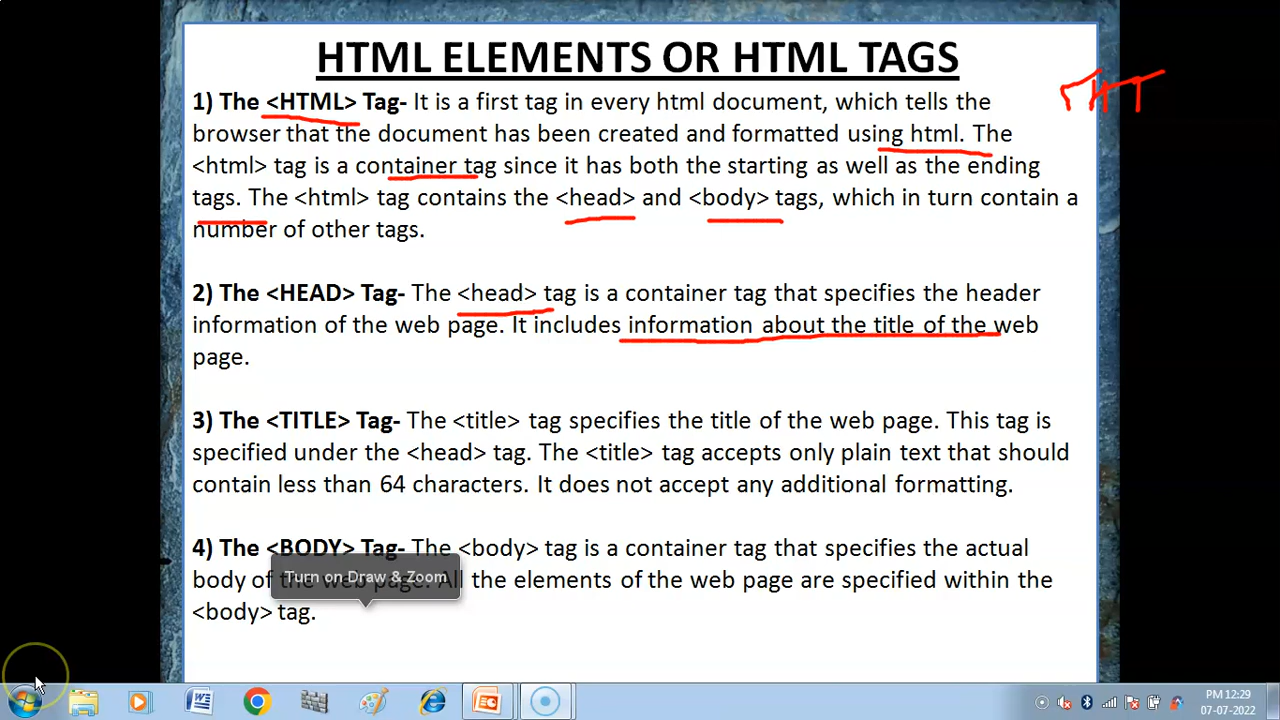 HTML ELEMENTS OR HTML TAGS
1) The <HTML> Tag- It is a first tag in every html document, which tells the
browser that the document has been created and formatted using html. The
<html> tag is a container tag since it has both the starting as well as the ending
tags. The <html> tag contains the <head> and <body> tags, which in turn contain a
number of other tags.
2) The <HEAD> Tag- The <head> tag is a container tag that specifies the header
information of the web page. It includes information about the title of the web
page.
3) The <TITLE> Tag- The <title> tag specifies the title of the web page. This tag is
specified under the <head> tag. The <title> tag accepts only plain text that should
contain less than 64 characters. It does not accept any additional formatting.
4) The <BODY> Tag- The <body> tag is a container tag that specifies the actual
body of the web page. All the elements of the web page are specified within the
<body> tag.
Turn on Draw & Zoom
PM 12:29
07-07-2022